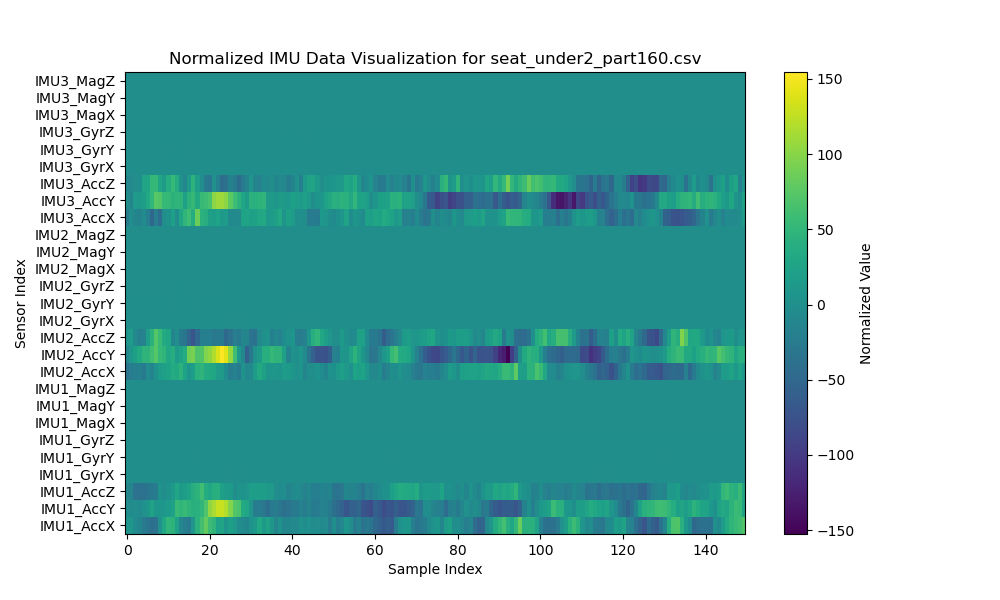 Normalized IMU Data Visualization for seat_under2_part160.csv
IMU3_MagZ
IMU3_MagY
IMU3_MagX
IMU3_GyrZ
IMU3_GyrY
IMU3_GyrX
IMU3_AccZ
IMU3_AccY
IMU3_AccX
IMU2_MagZ
IMU2_MagY
IMU2_MagX
IMU2_GyrZ
IMU2_GyrY
IMU2_GyrX
IMU2_AccZ
IMU2_AccY
IMU2_AccX
IMU1_MagZ
IMU1_MagY
IMU1_MagX
IMU1_GyrZ
IMU1_GyrY
IMU1_GyrX
IMU1_AccZ
IMU1_AccY
IMU1_AccX
Sensor Index
0 20 40 60 80 100 120 140
Sample Index
150
100
50
0
−50
−100
−150
Normalized Value